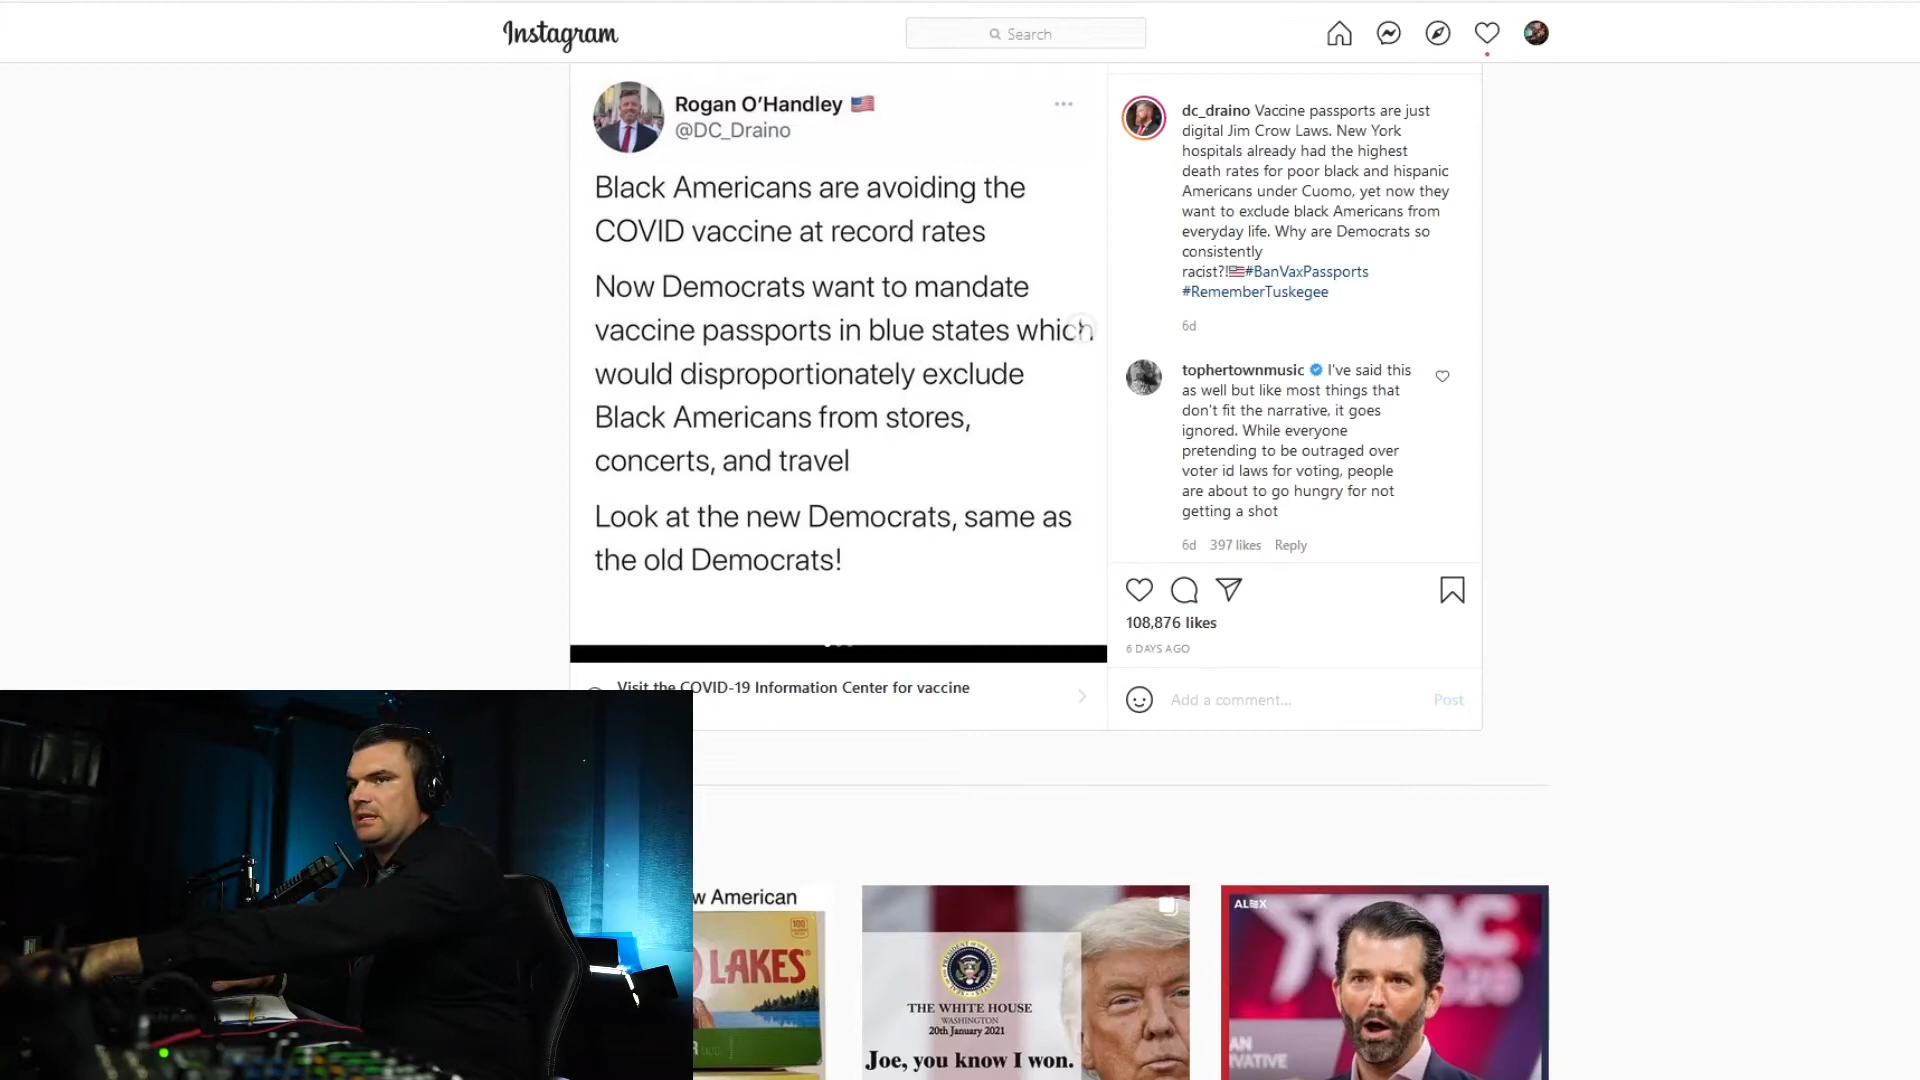 Instagram
Search
Rogan O'Handley 🇺🇸
@DC_Draino
Black Americans are avoiding the
COVID vaccine at record rates
Now Democrats want to mandate
vaccine passports in blue states which
would disproportionately exclude
Black Americans from stores,
concerts, and travel
Look at the new Democrats, same as
the old Democrats!
Visit the COVID-19 Information Center for vaccine
dc_draino Vaccine passports are just
digital Jim Crow Laws. New York
hospitals already had the highest
death rates for poor black and hispanic
Americans under Cuomo, yet now they
want to exclude black Americans from
everyday life. Why are Democrats so
consistently
racist?!🇺🇸#BanVaxPassports
#RememberTuskegee
6d
tophertownmusic I've said this
as well but like most things that
don't fit the narrative, it goes
ignored. While everyone
pretending to be outraged over
voter id laws for voting, people
are about to go hungry for not
getting a shot
6d 397 likes Reply
108,876 likes
6 DAYS AGO
Add a comment... Post
w American
100
LAKES
THE WHITE HOUSE
WASHINGTON
20th January 2021
Joe, you know I won.
ALX
2020
AN
RVATIVE